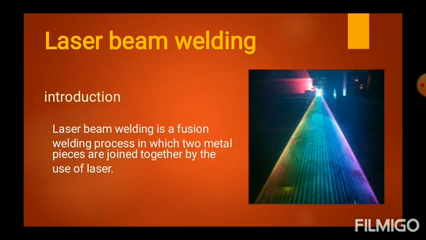 Laser beam welding
introduction
Laser beam welding is a fusion
welding process in which two metal
pieces are joined together by the
use of laser.
FILMIGO